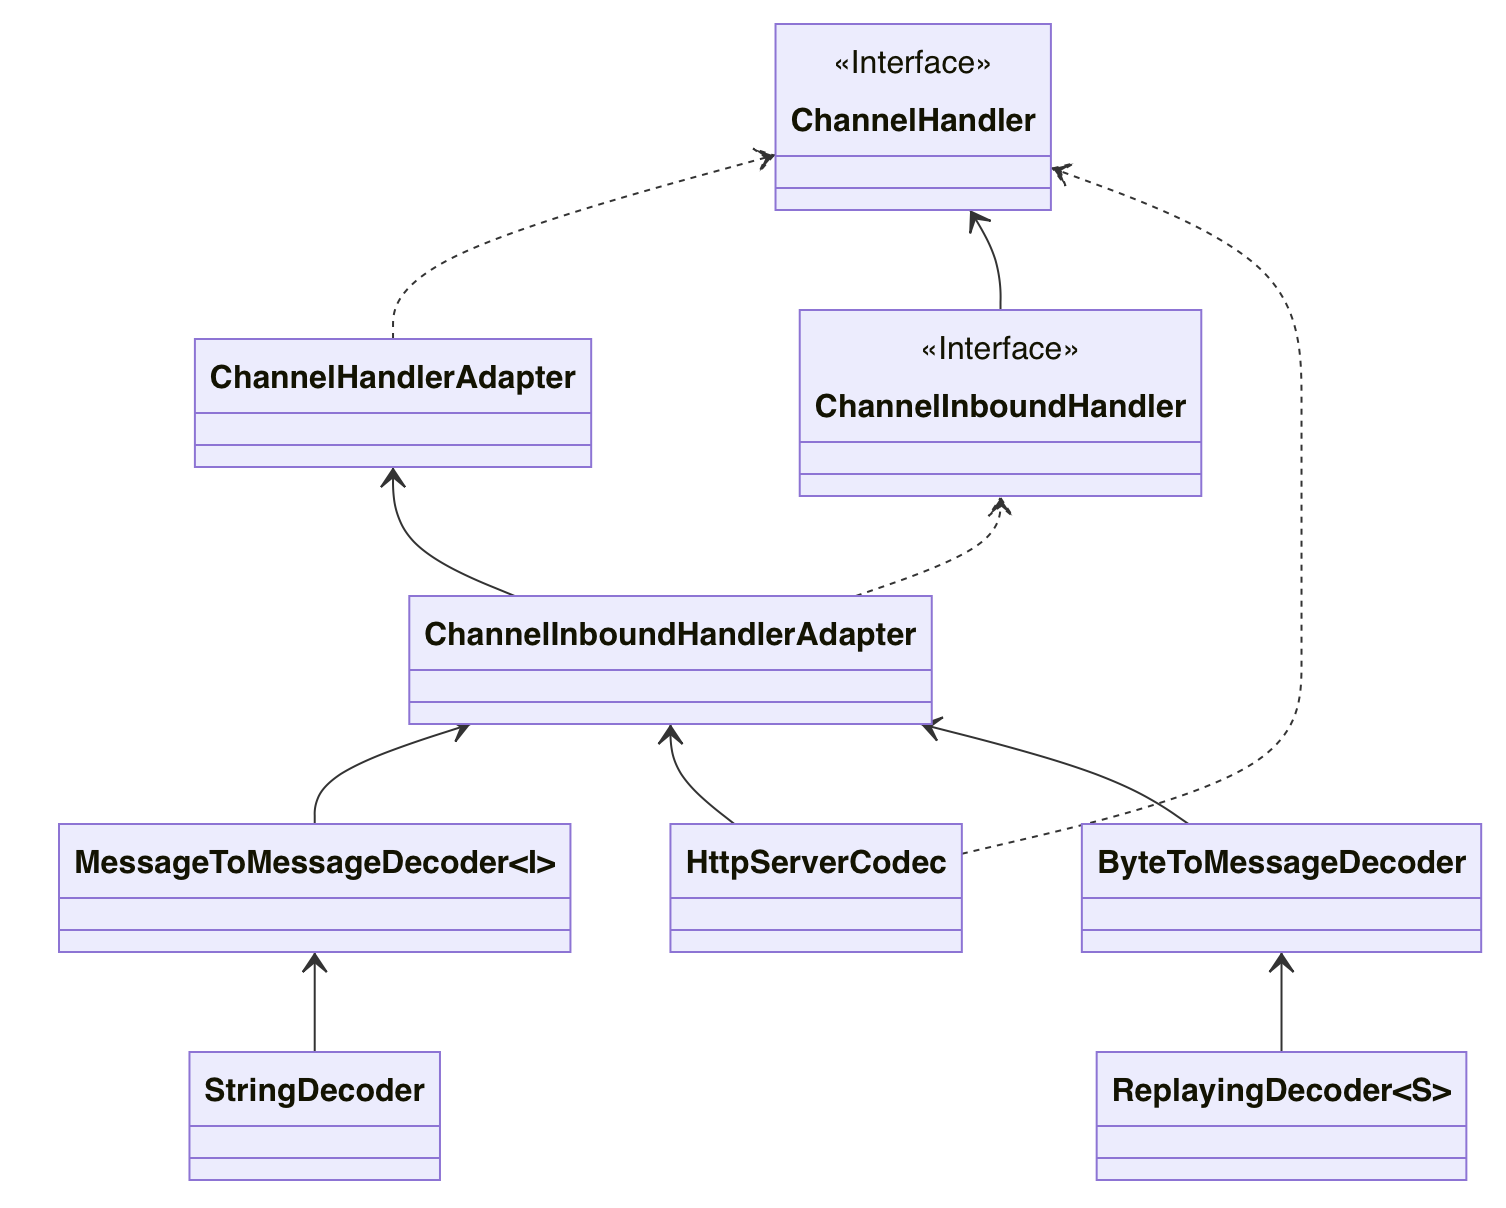 «Interface»
ChannelHandler
ChannelHandlerAdapter
«Interface»
ChannelInboundHandler
ChannelInboundHandlerAdapter
MessageToMessageDecoder<I>
HttpServerCodec
ByteToMessageDecoder
StringDecoder
ReplayingDecoder<S>